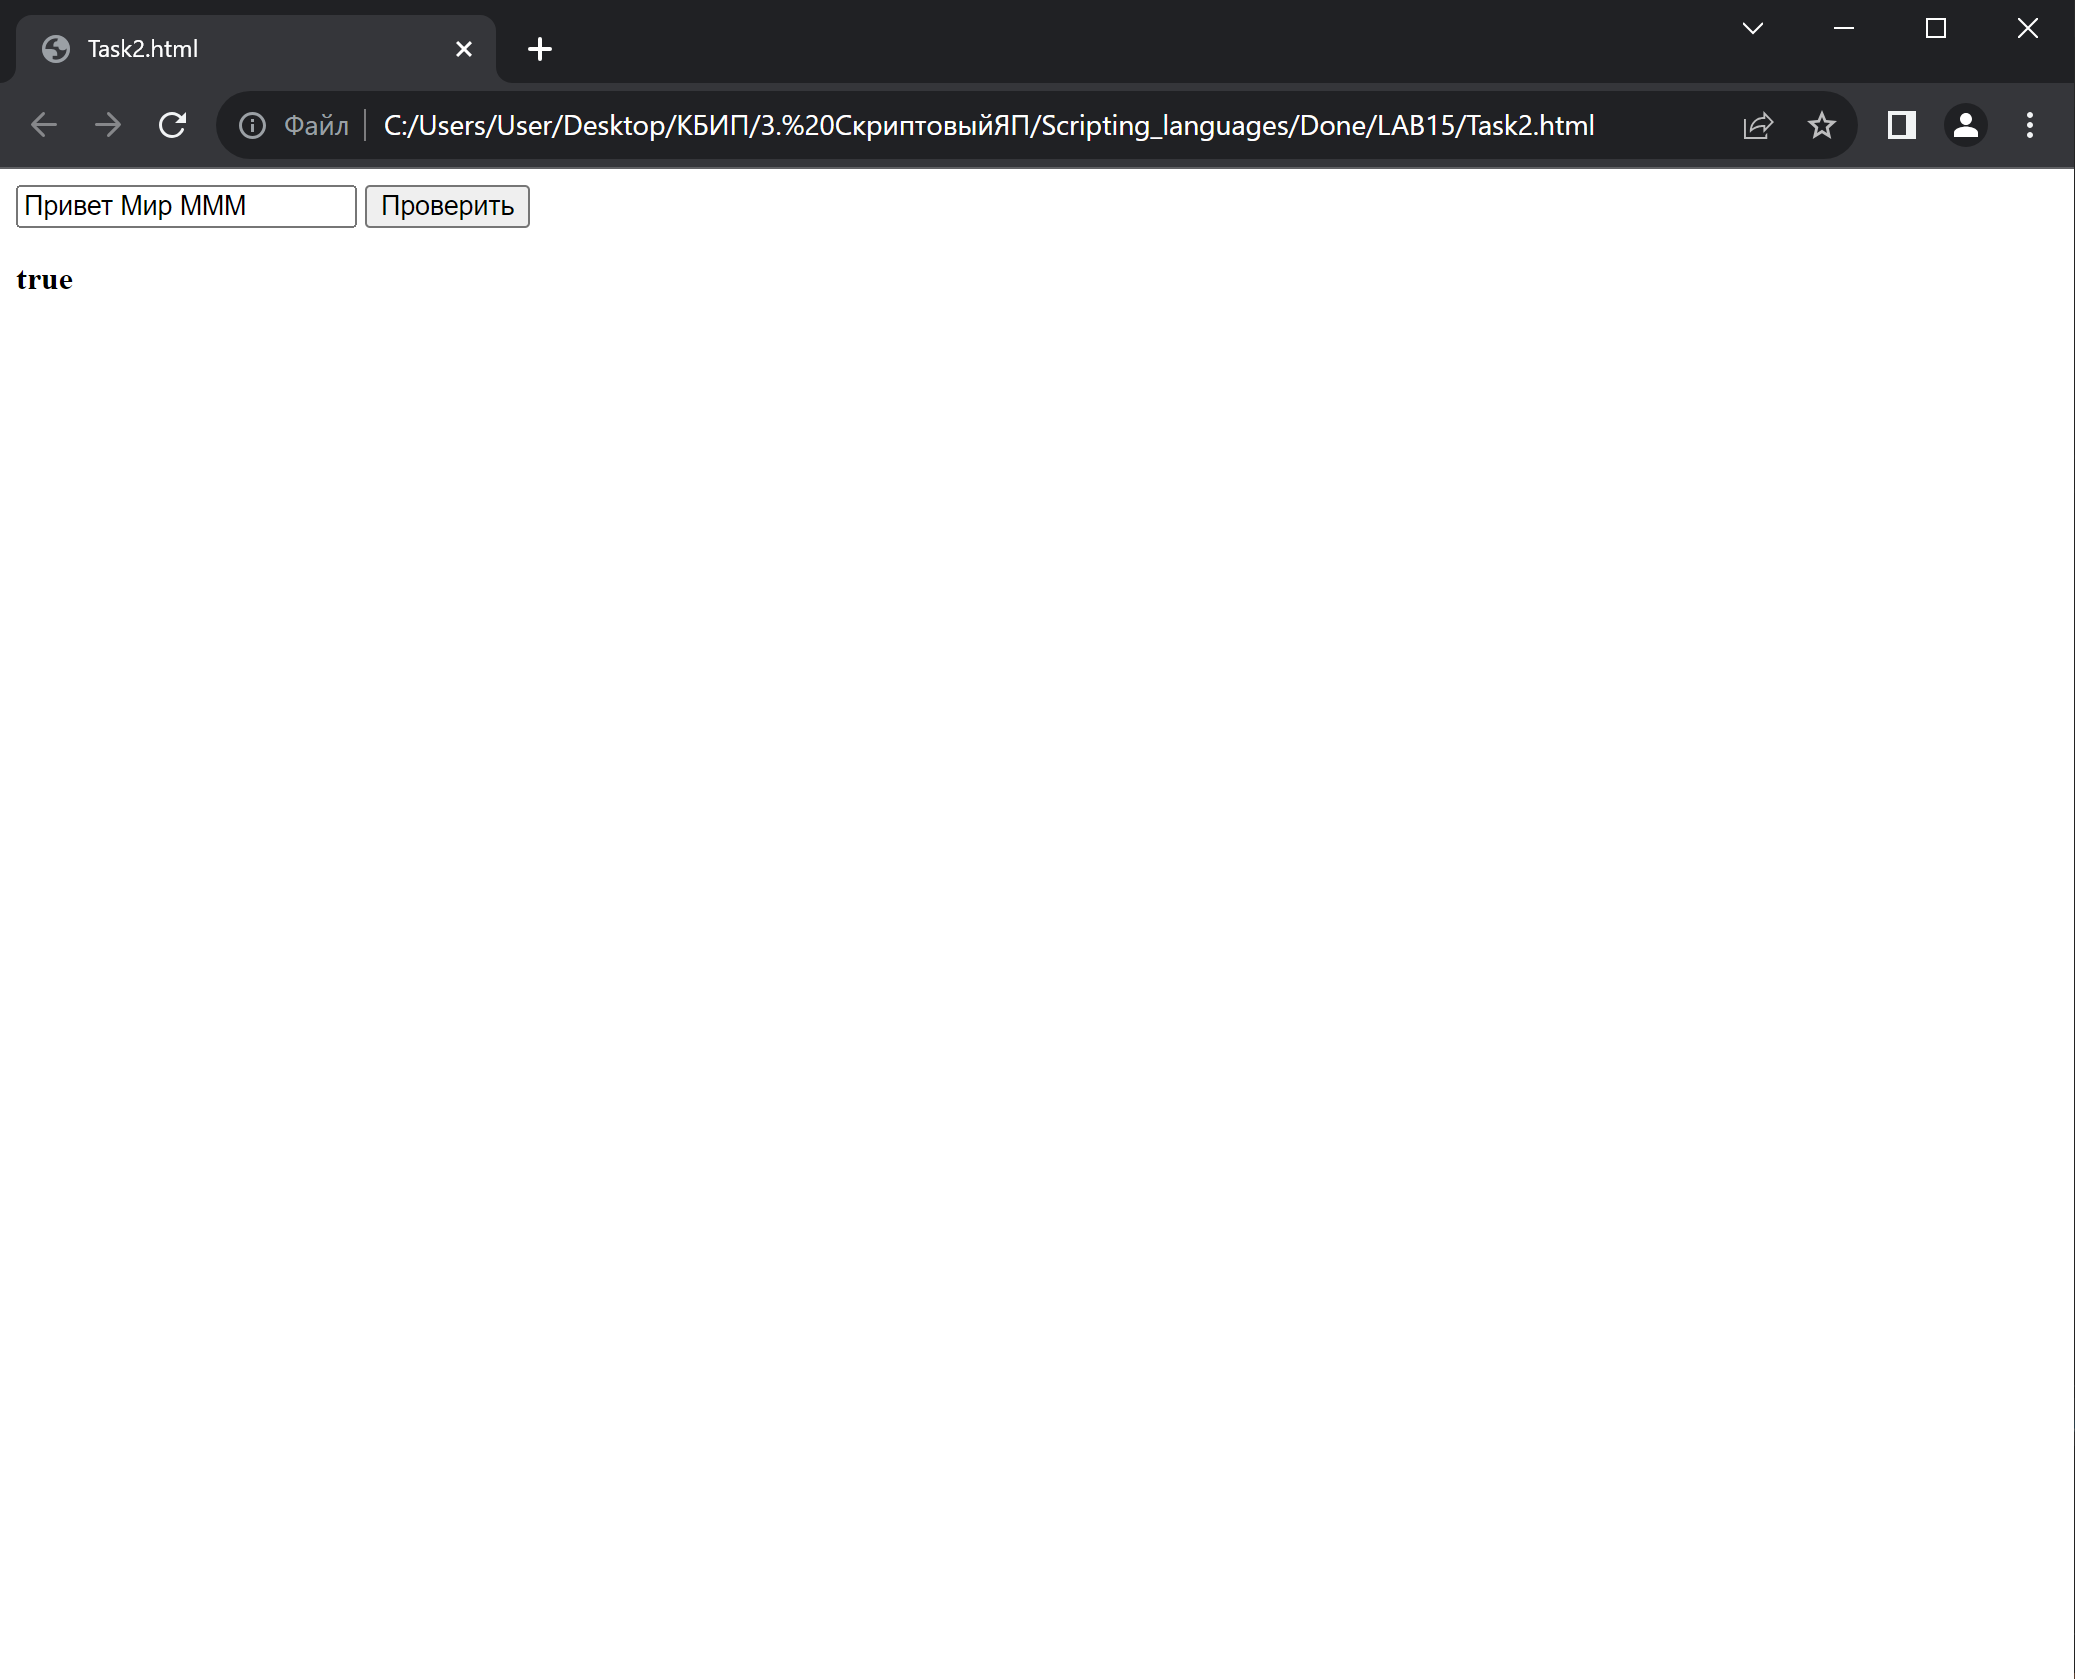 Task2.html
Файл C:/Users/User/Desktop/КБИП/3.%20СкриптовыйЯП/Scripting_languages/Done/LAB15/Task2.html
Привет Мир МММ Проверить
true